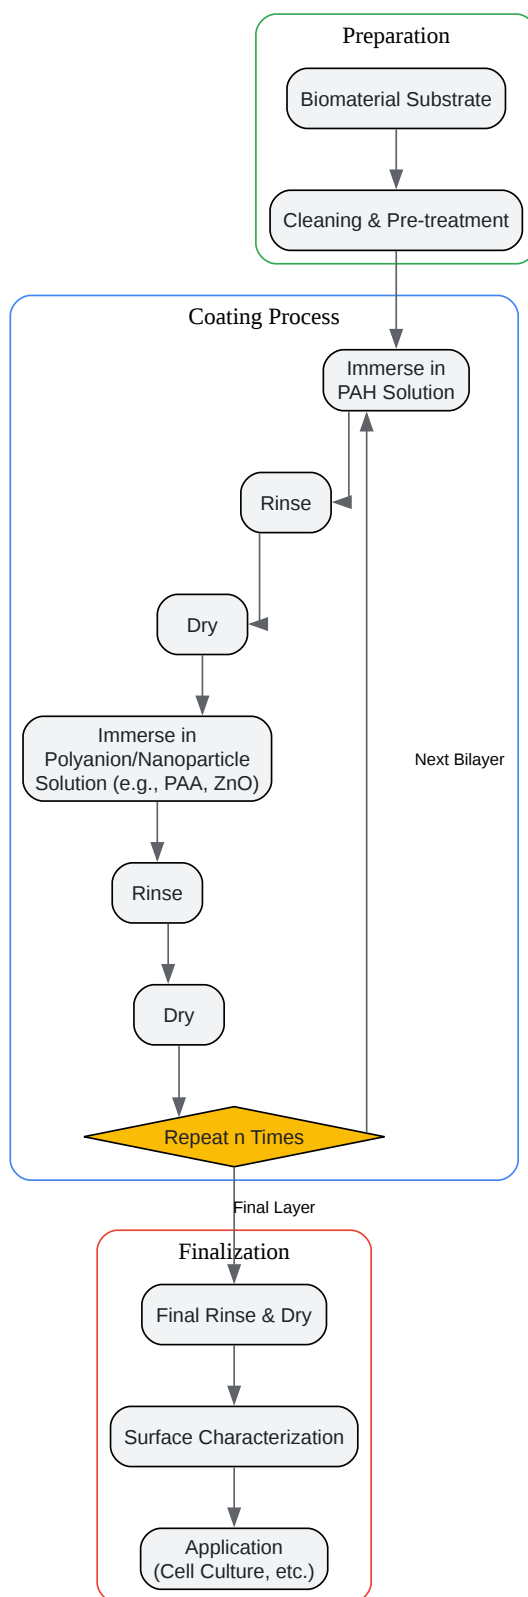 Preparation
Biomaterial Substrate
Cleaning & Pre-treatment
Coating Process
Immerse in
PAH Solution
Rinse
Dry
Immerse in
Polyanion/Nanoparticle
Solution (e.g., PAA, ZnO)
Next Bilayer
Rinse
Dry
Repeat n Times
Final Layer
Finalization
Final Rinse & Dry
Surface Characterization
Application
(Cell Culture, etc.)